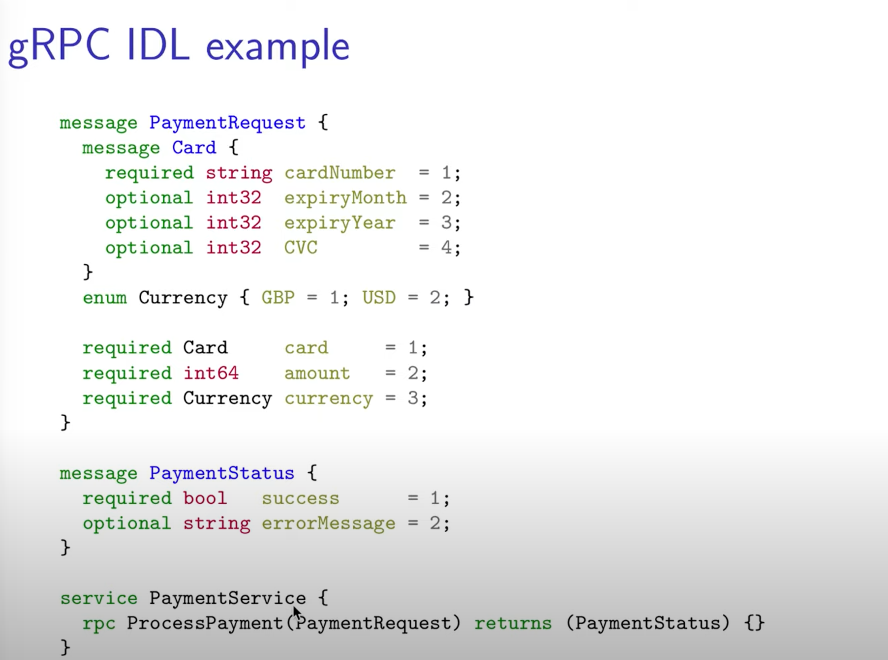 gRPC IDL example
message PaymentRequest {
message Card {
required string cardNumber = 1;
optional int32 expiryMonth = 2;
optional int32 expiryYear = 3;
optional int32 CVC = 4;
}
enum Currency { GBP = 1; USD = 2; }
required Card card = 1;
required int64 amount = 2;
required Currency currency = 3;
}
message PaymentStatus {
required bool success = 1;
optional string errorMessage = 2;
}
service PaymentService {
rpc ProcessPayment(PaymentRequest) returns (PaymentStatus) {}
}